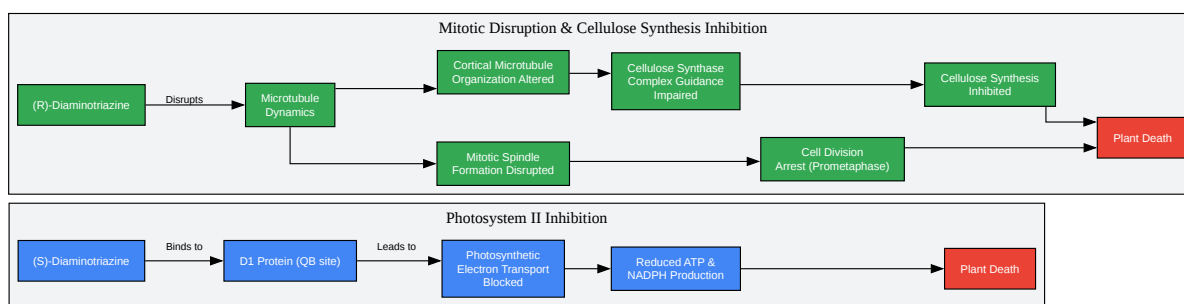 Mitotic Disruption & Cellulose Synthesis Inhibition
(R)-Diaminotriazine
Disrupts
Microtubule
Dynamics
Cortical Microtubule
Organization Altered
Cellulose Synthase
Complex Guidance
Impaired
Cellulose Synthesis
Inhibited
Mitotic Spindle
Formation Disrupted
Cell Division
Arrest (Prometaphase)
Plant Death
Photosystem II Inhibition
(S)-Diaminotriazine
Binds to
D1 Protein (QB site)
Leads to
Photosynthetic
Electron Transport
Blocked
Reduced ATP &
NADPH Production
Plant Death